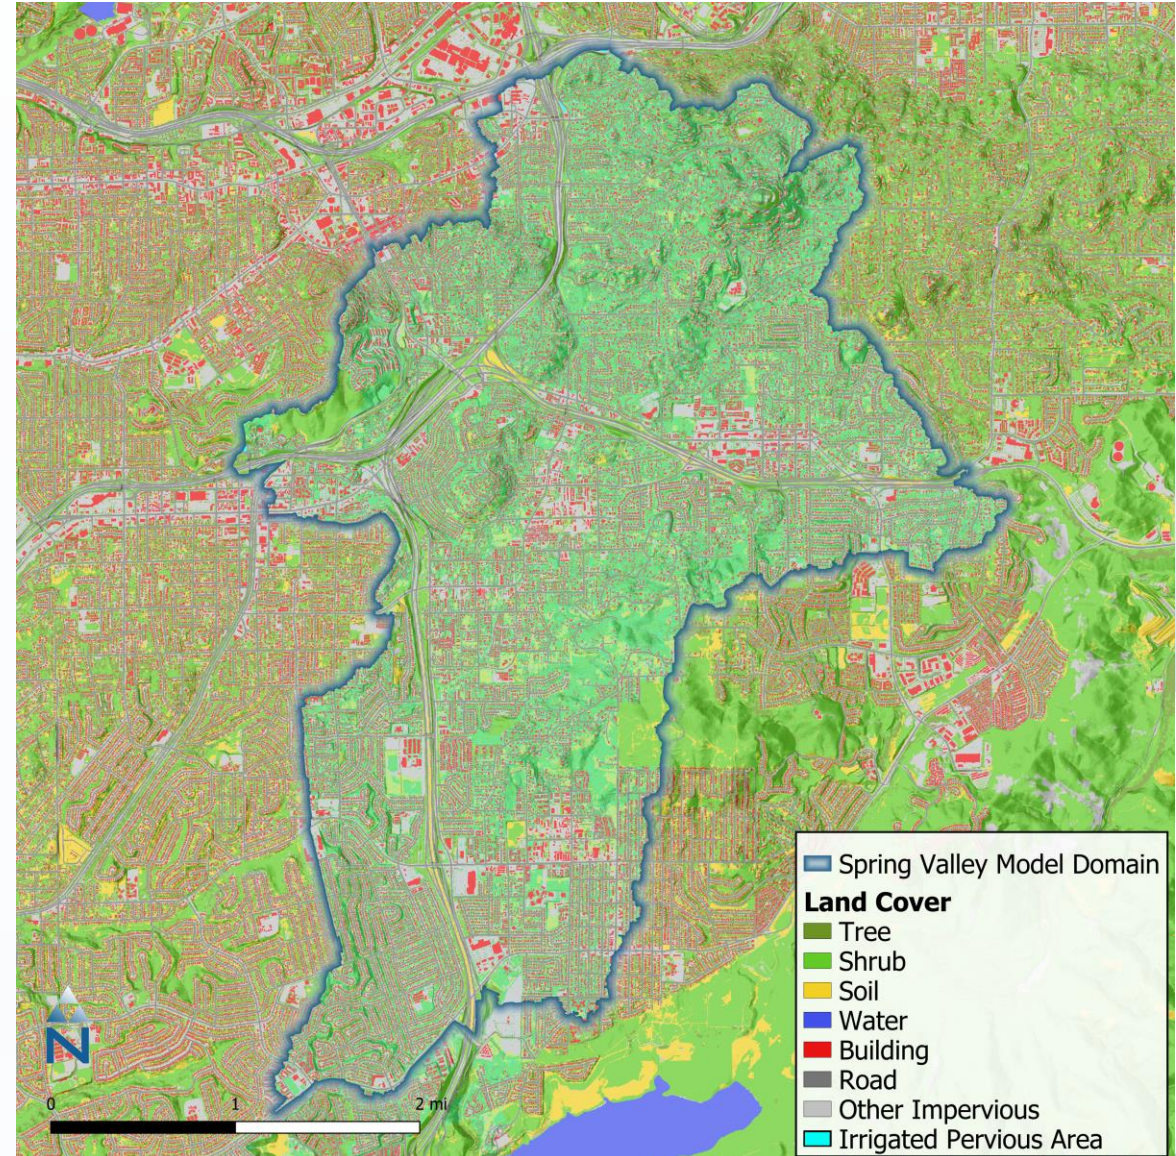 Spring Valley Model Domain
Land Cover
Tree
Shrub
Soil
Water
Building
Road
Other Impervious
Irrigated Pervious Area
N
0 1 2 mi